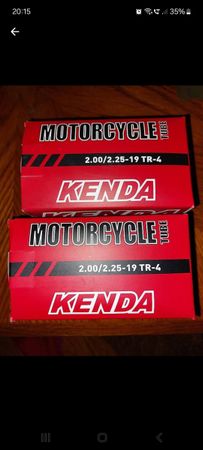 20:15
35%
MOTORCYCLE TUBE
2.00/2.25-19 TR-4
KENDA
KENDA
MOTORCYCLE TUBE
2.00/2.25-19 TR-4
KENDA